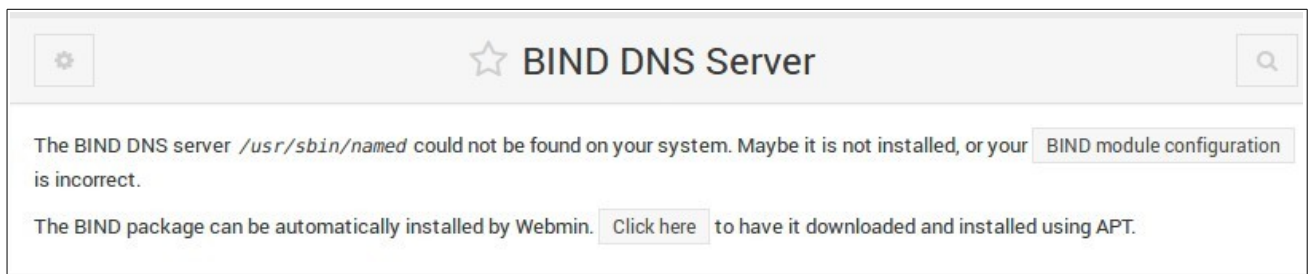 BIND DNS Server
The BIND DNS server /usr/sbin/named could not be found on your system. Maybe it is not installed, or your BIND module configuration
is incorrect.
The BIND package can be automatically installed by Webmin. Click here to have it downloaded and installed using APT.